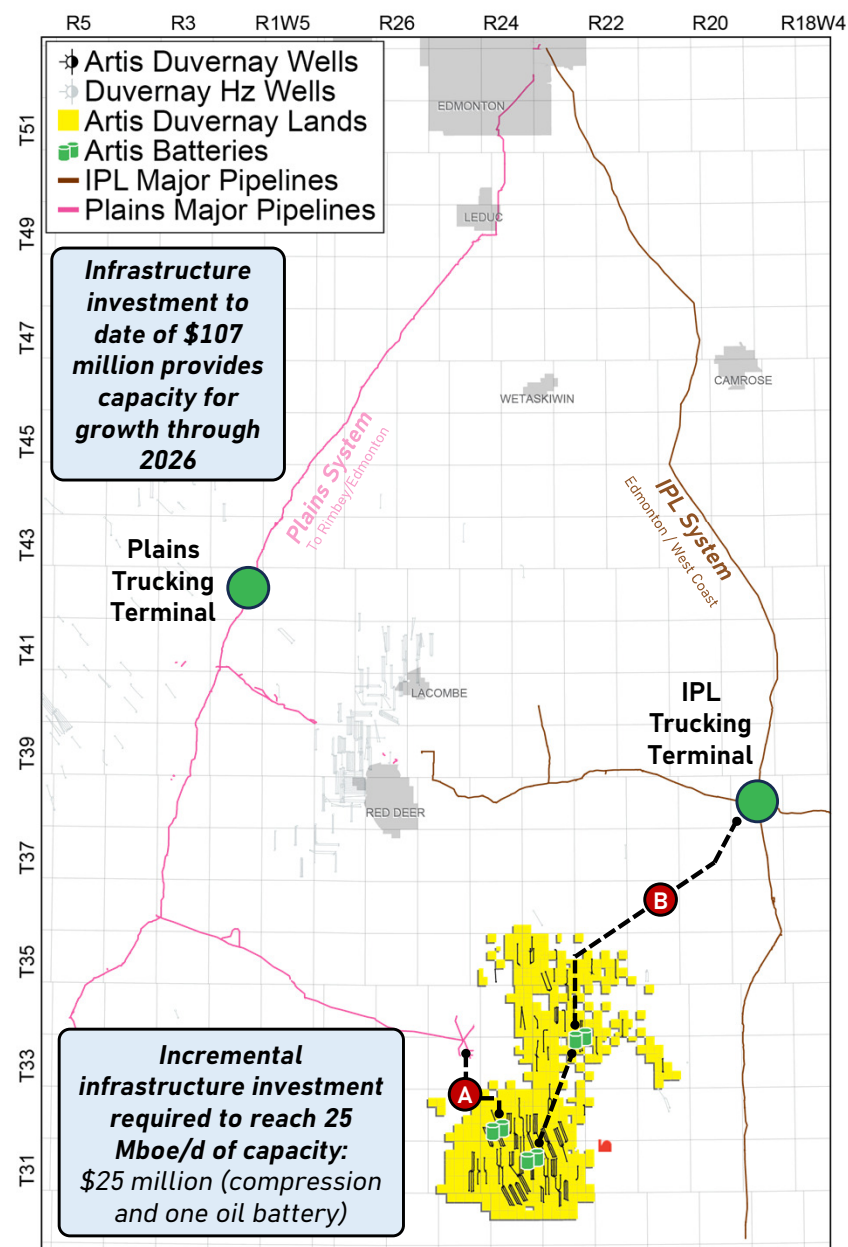 R5 R3 R1W5 R26 R24 R22 R20 R18W4
Artis Duvernay Wells
Duvernay Hz Wells
Artis Duvernay Lands
Artis Batteries
IPL Major Pipelines
Plains Major Pipelines
T51
T49
T47
T45
T43
T41
T39
T37
T35
T33
T31
EDMONTON
LEDUC
Infrastructure
investment to
date of $107
million provides
capacity for
growth through
2026
WETASKIWIN
CAMROSE
Plains System
To Rimbey/Edmonton
IPL System
Edmonton / West Coast
Plains
Trucking
Terminal
LACOMBE
IPL
Trucking
Terminal
RED DEER
B
A
Incremental
infrastructure investment
required to reach 25
Mboe/d of capacity:
$25 million (compression
and one oil battery)